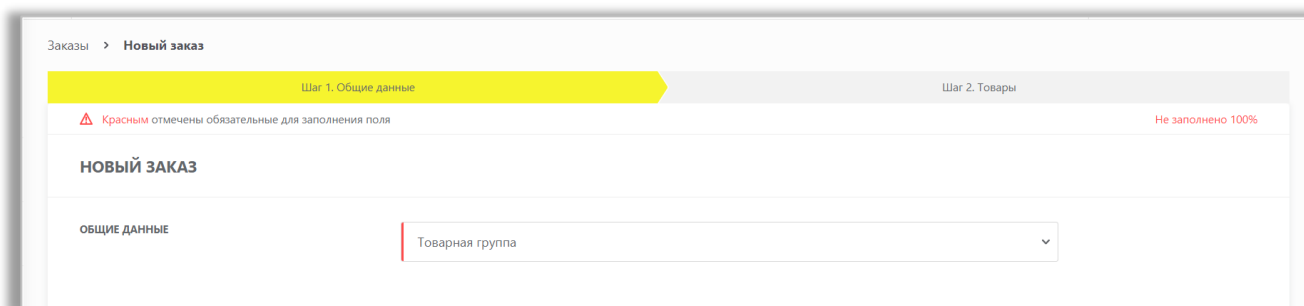 Заказы > Новый заказ
Шаг 1. Общие данные
Шаг 2. Товары
Красным отмечены обязательные для заполнения поля
Не заполнено 100%
НОВЫЙ ЗАКАЗ
ОБЩИЕ ДАННЫЕ
Товарная группа